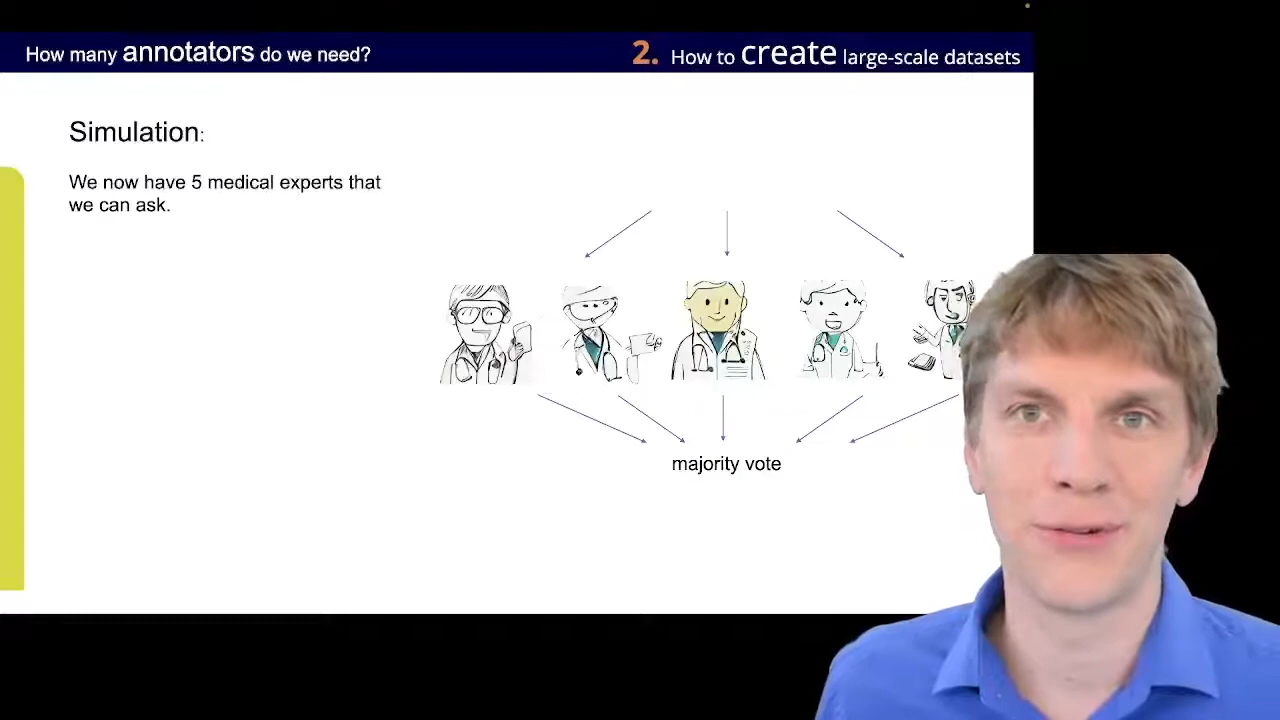 How many annotators do we need?
2. How to create large-scale datasets
Simulation:
We now have 5 medical experts that
we can ask.
majority vote